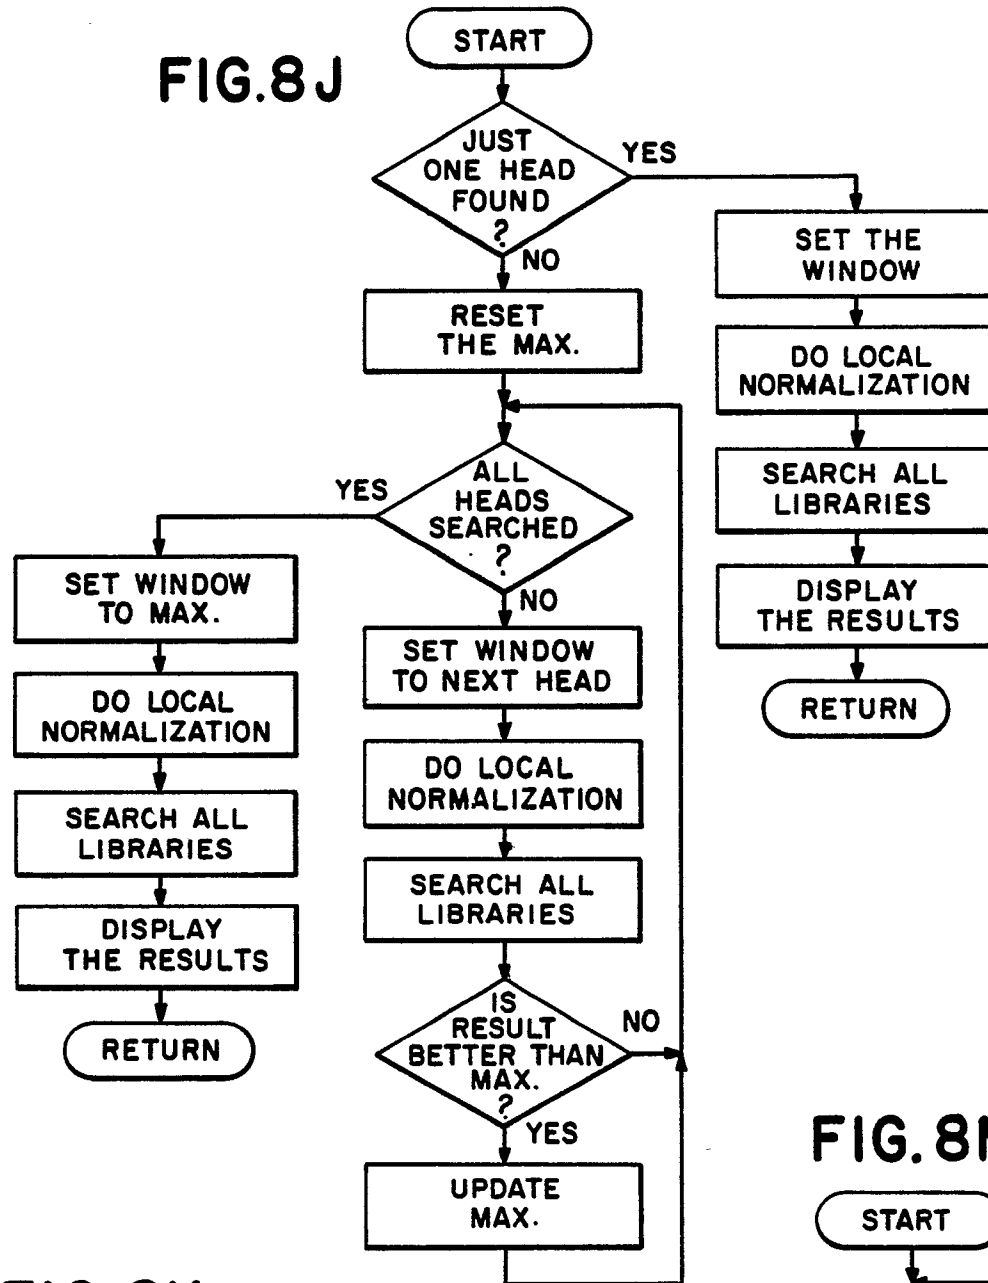 FIG.8J
START
JUST
ONE HEAD
FOUND
?
YES
NO
SET THE
WINDOW
DO LOCAL
NORMALIZATION
SEARCH ALL
LIBRARIES
DISPLAY
THE RESULTS
RETURN
RESET
THE MAX.
ALL
HEADS
SEARCHED
?
YES
NO
SET WINDOW
TO MAX.
DO LOCAL
NORMALIZATION
SEARCH ALL
LIBRARIES
DISPLAY
THE RESULTS
RETURN
SET WINDOW
TO NEXT HEAD
DO LOCAL
NORMALIZATION
SEARCH ALL
LIBRARIES
IS
RESULT
BETTER THAN
MAX.
?
NO
YES
UPDATE
MAX.
FIG. 
START